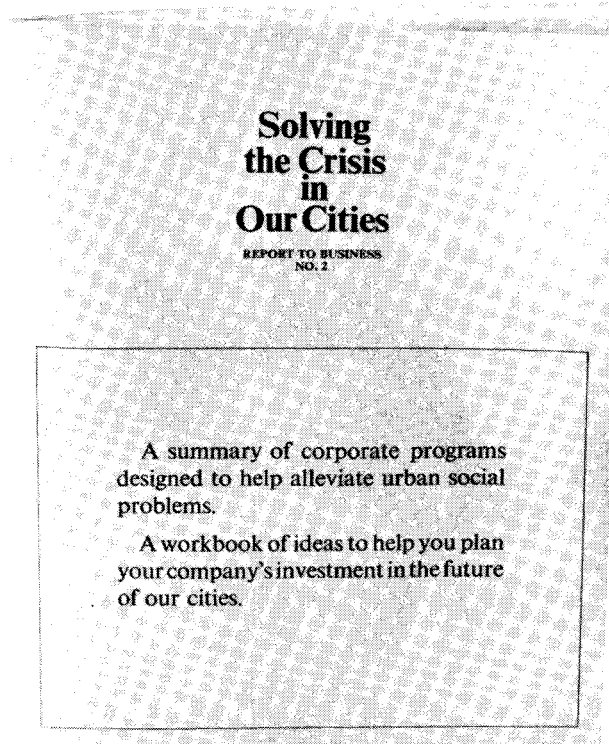 Solving
the Crisis
in
Our Cities
REPORT TO BUSINESS
NO. 2
A summary of corporate programs
designed to help alleviate urban social
problems.
A workbook of ideas to help you plan
your company's investment in the future
of our cities.